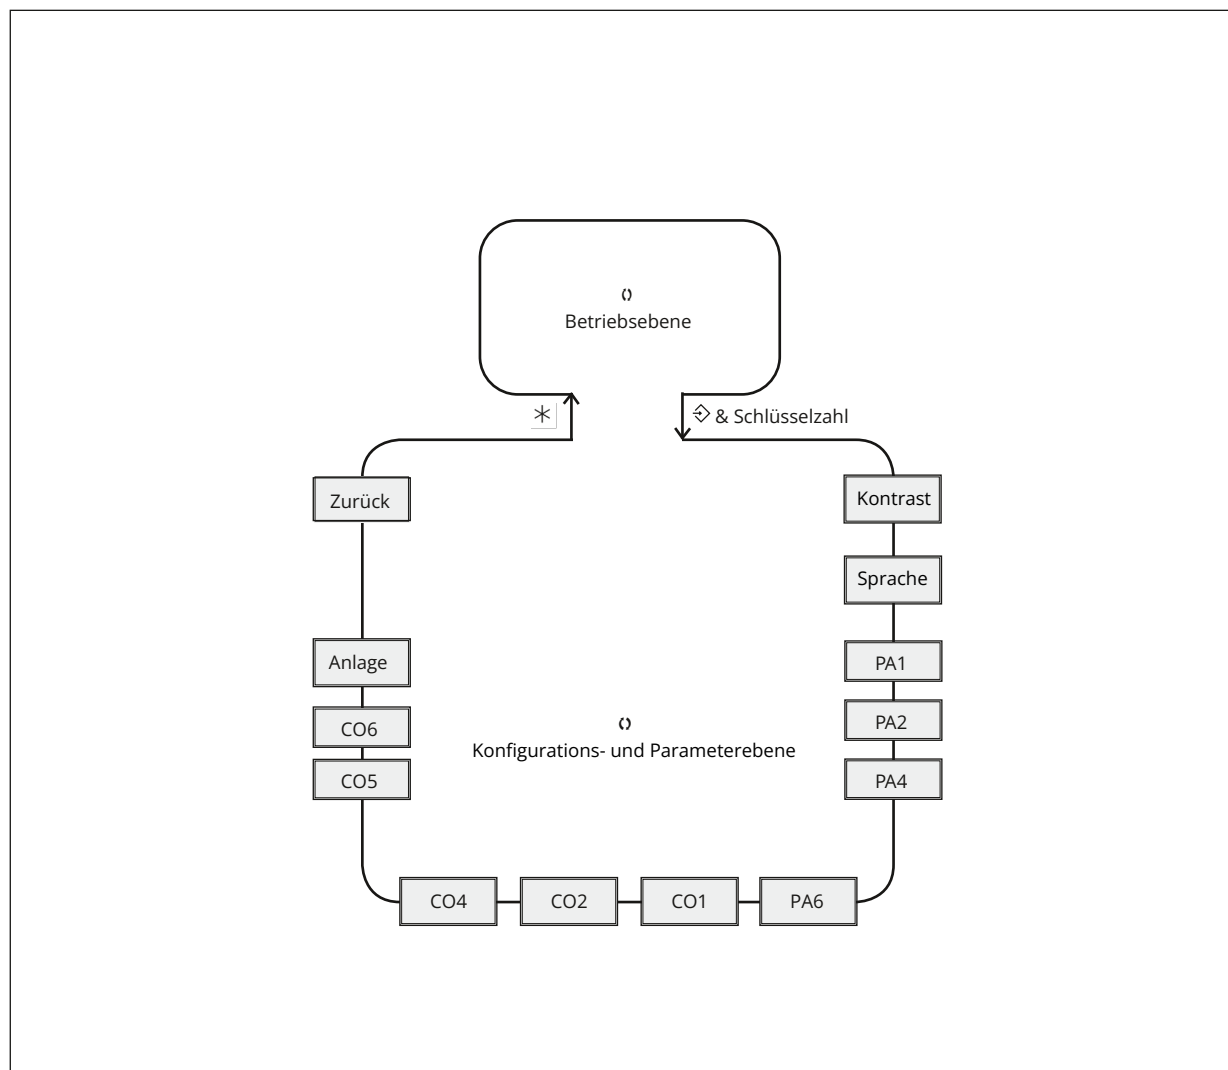 Betriebsebene
& Schlüsselzahl
Zurück
Kontrast
Sprache
Anlage
PA1
CO6
PA2
Konfigurations- und Parameterebene
CO5
PA4
CO4
CO2
CO1
PA6